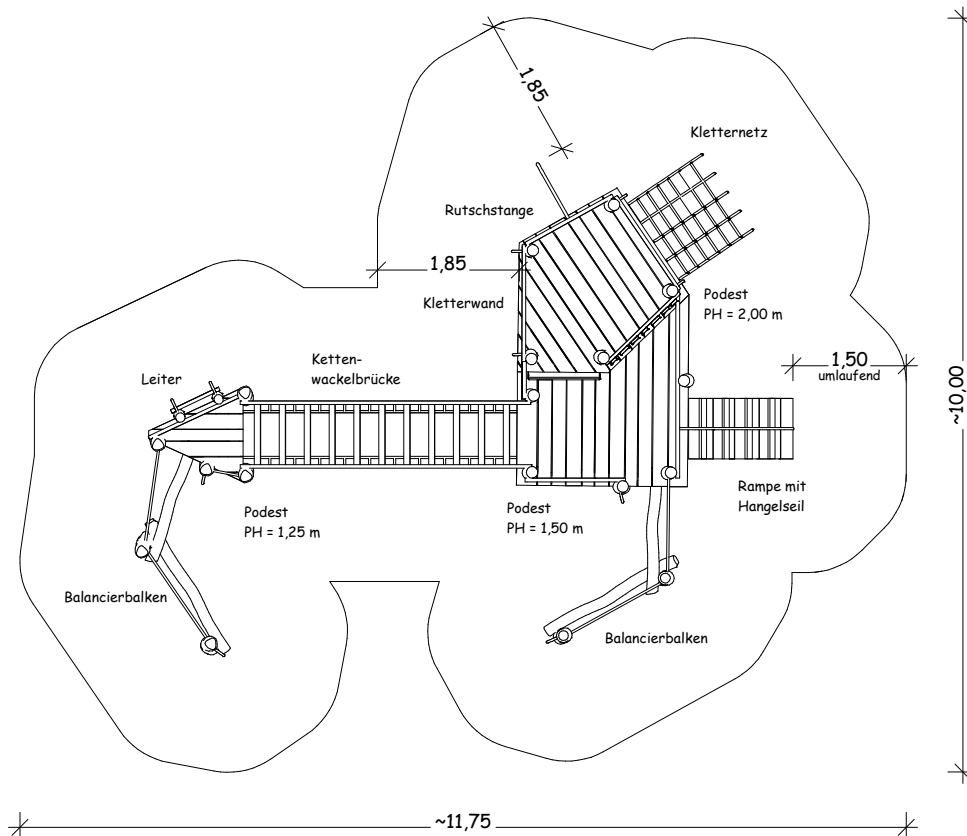 1,85
Kletternetz
Rutschstange
1,85
Kletterwand
Podest
PH = 2,00 m
Ketten-
wackelbrücke
Leiter
1,50
umlaufend
~10,00
Podest
PH = 1,25 m
Podest
PH = 1,50 m
Rampe mit
Hangelseil
Balancierbalken
Balancierbalken
~11,75